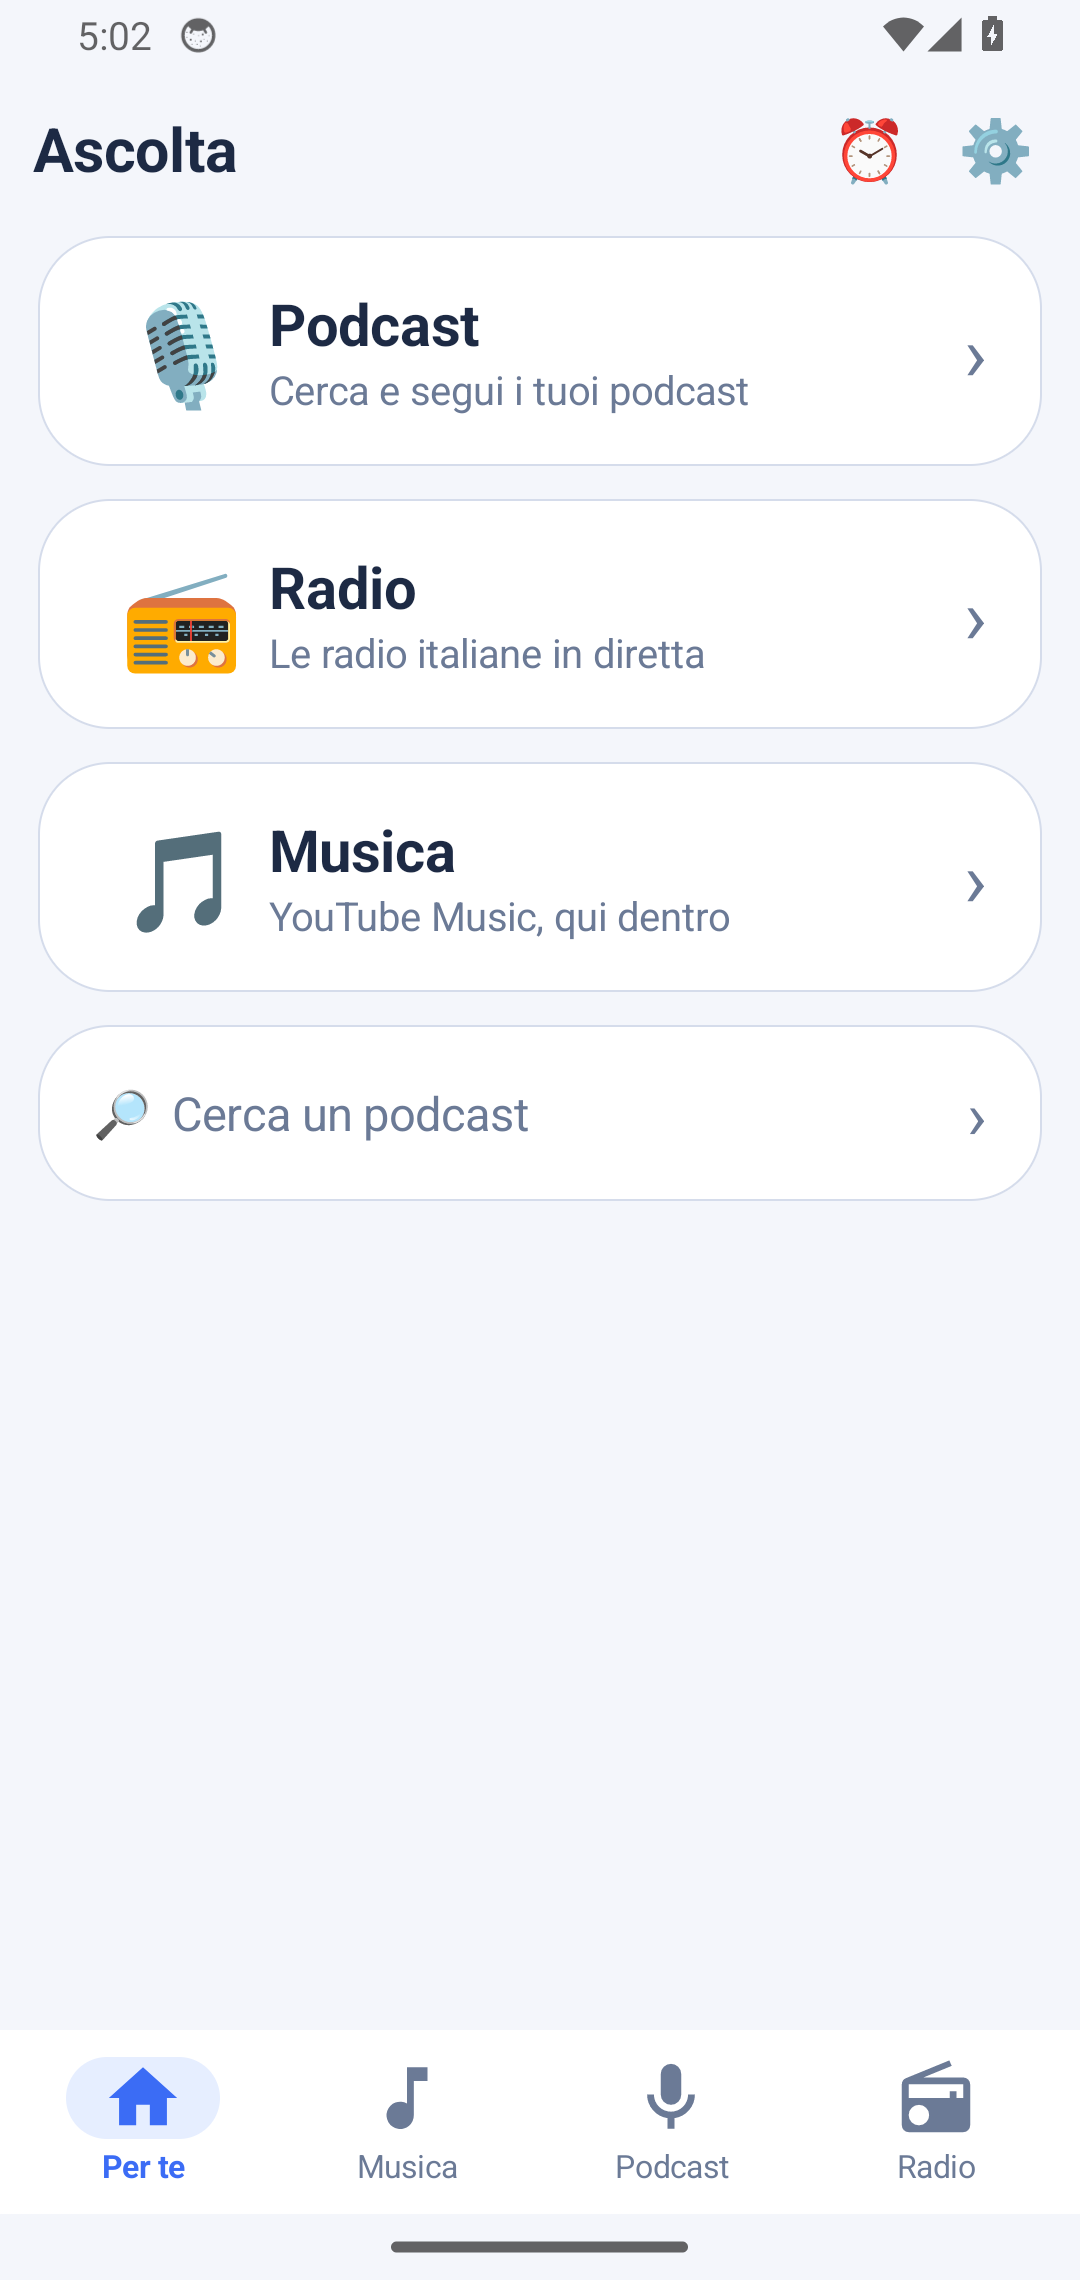 5:02
Ascolta
Podcast
Cerca e segui i tuoi podcast
Radio
Le radio italiane in diretta
Musica
YouTube Music, qui dentro
Cerca un podcast
Per te
Musica
Podcast
Radio